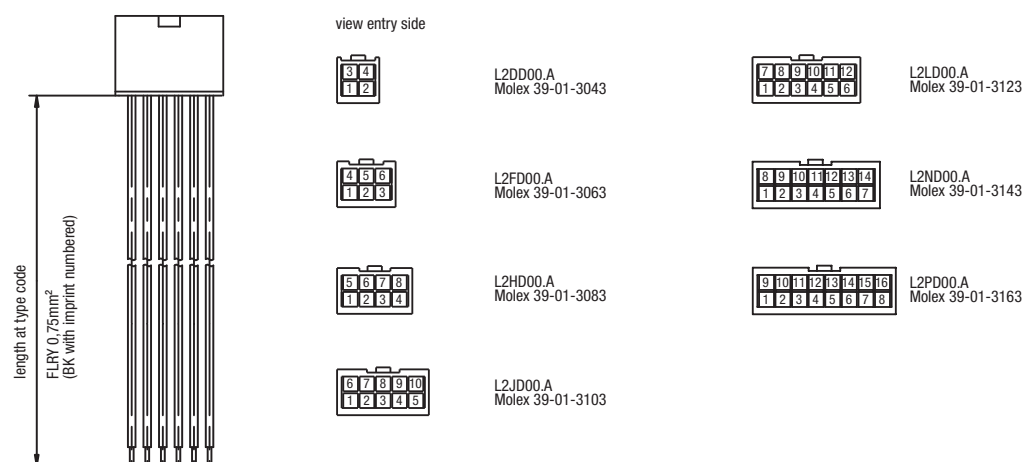 view entry side
3 4
1 2
L2DD00.A
Molex 39-01-3043
4 5 6
1 2 3
L2FD00.A
Molex 39-01-3063
5 6 7 8
1 2 3 4
L2HD00.A
Molex 39-01-3083
6 7 8 9 10
1 2 3 4 5
L2JD00.A
Molex 39-01-3103
7 8 9 10 11 12
1 2 3 4 5 6
L2LD00.A
Molex 39-01-3123
8 9 10 11 12 13 14
1 2 3 4 5 6 7
L2ND00.A
Molex 39-01-3143
9 10 11 12 13 14 15 16
1 2 3 4 5 6 7 8
L2PD00.A
Molex 39-01-3163
length at type code
FLRY 0,75mm²
(BK with imprint numbered)